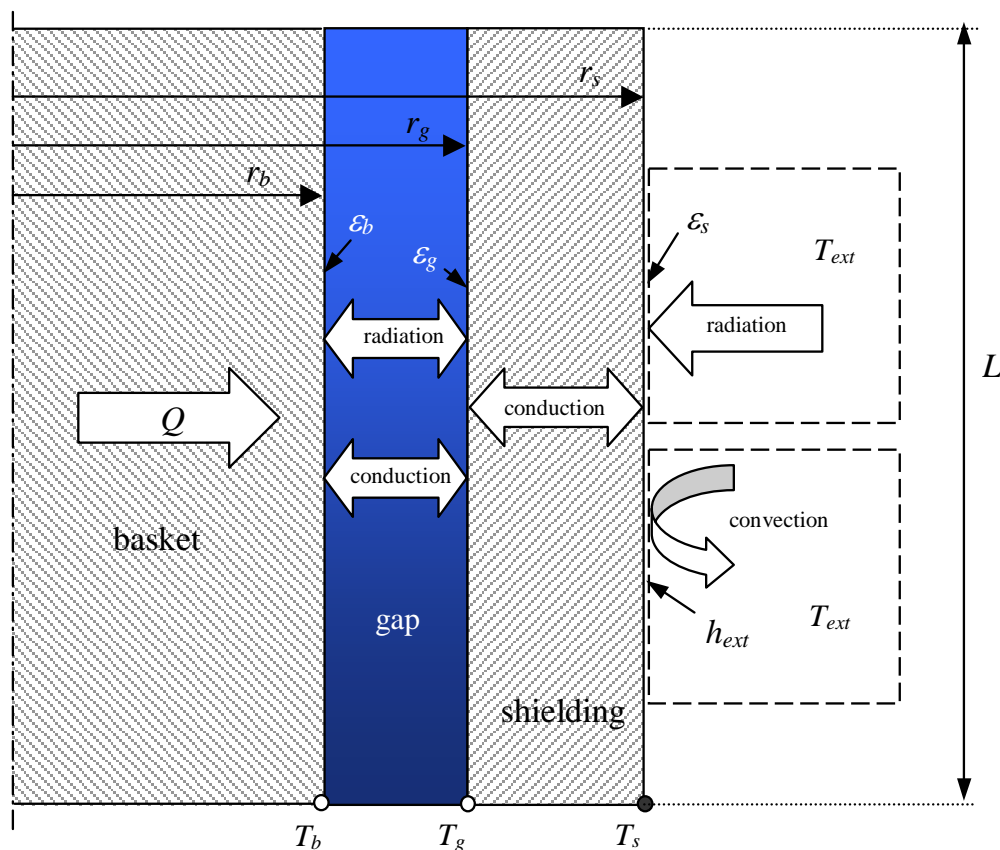 r_s
r_g
r_b
ε_b
ε_g
ε_s
T_ext
radiation
radiation
L
Q
conduction
conduction
convection
basket
gap
T_ext
h_ext
shielding
T_b
T_g
T_s